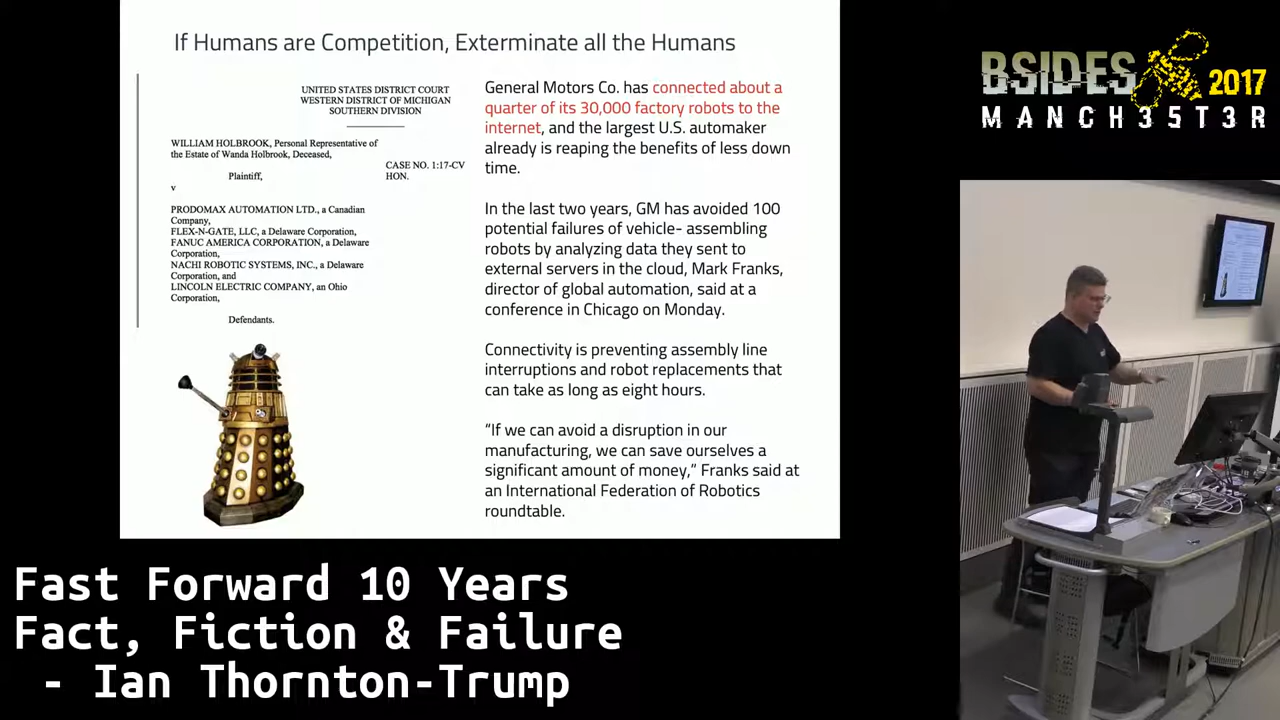 If Humans are Competition, Exterminate all the Humans
UNITED STATES DISTRICT COURT
WESTERN DISTRICT OF MICHIGAN
SOUTHERN DIVISION
WILLIAM HOLBROOK, Personal Representative of
the Estate of Wanda Holbrook, Deceased,
CASE NO. 1:17-CV
Plaintiff,
HON.
v
PRODOMAX AUTOMATION LTD., a Canadian
Company,
FLEX-N-GATE, LLC, a Delaware Corporation,
FANUC AMERICA CORPORATION, a Delaware
Corporation,
NACHI ROBOTIC SYSTEMS, INC., a Delaware
Corporation, and
LINCOLN ELECTRIC COMPANY, an Ohio
Corporation,
Defendants.
General Motors Co. has connected about a
quarter of its 30,000 factory robots to the
internet, and the largest U.S. automaker
already is reaping the benefits of less down
time.
In the last two years, GM has avoided 100
potential failures of vehicle- assembling
robots by analyzing data they sent to
external servers in the cloud, Mark Franks,
director of global automation, said at a
conference in Chicago on Monday.
Connectivity is preventing assembly line
interruptions and robot replacements that
can take as long as eight hours.
“If we can avoid a disruption in our
manufacturing, we can save ourselves a
significant amount of money,” Franks said at
an International Federation of Robotics
roundtable.
BSIDES 2017
MANCH35T3R
Fast Forward 10 Years
Fact, Fiction & Failure
- Ian Thornton-Trump